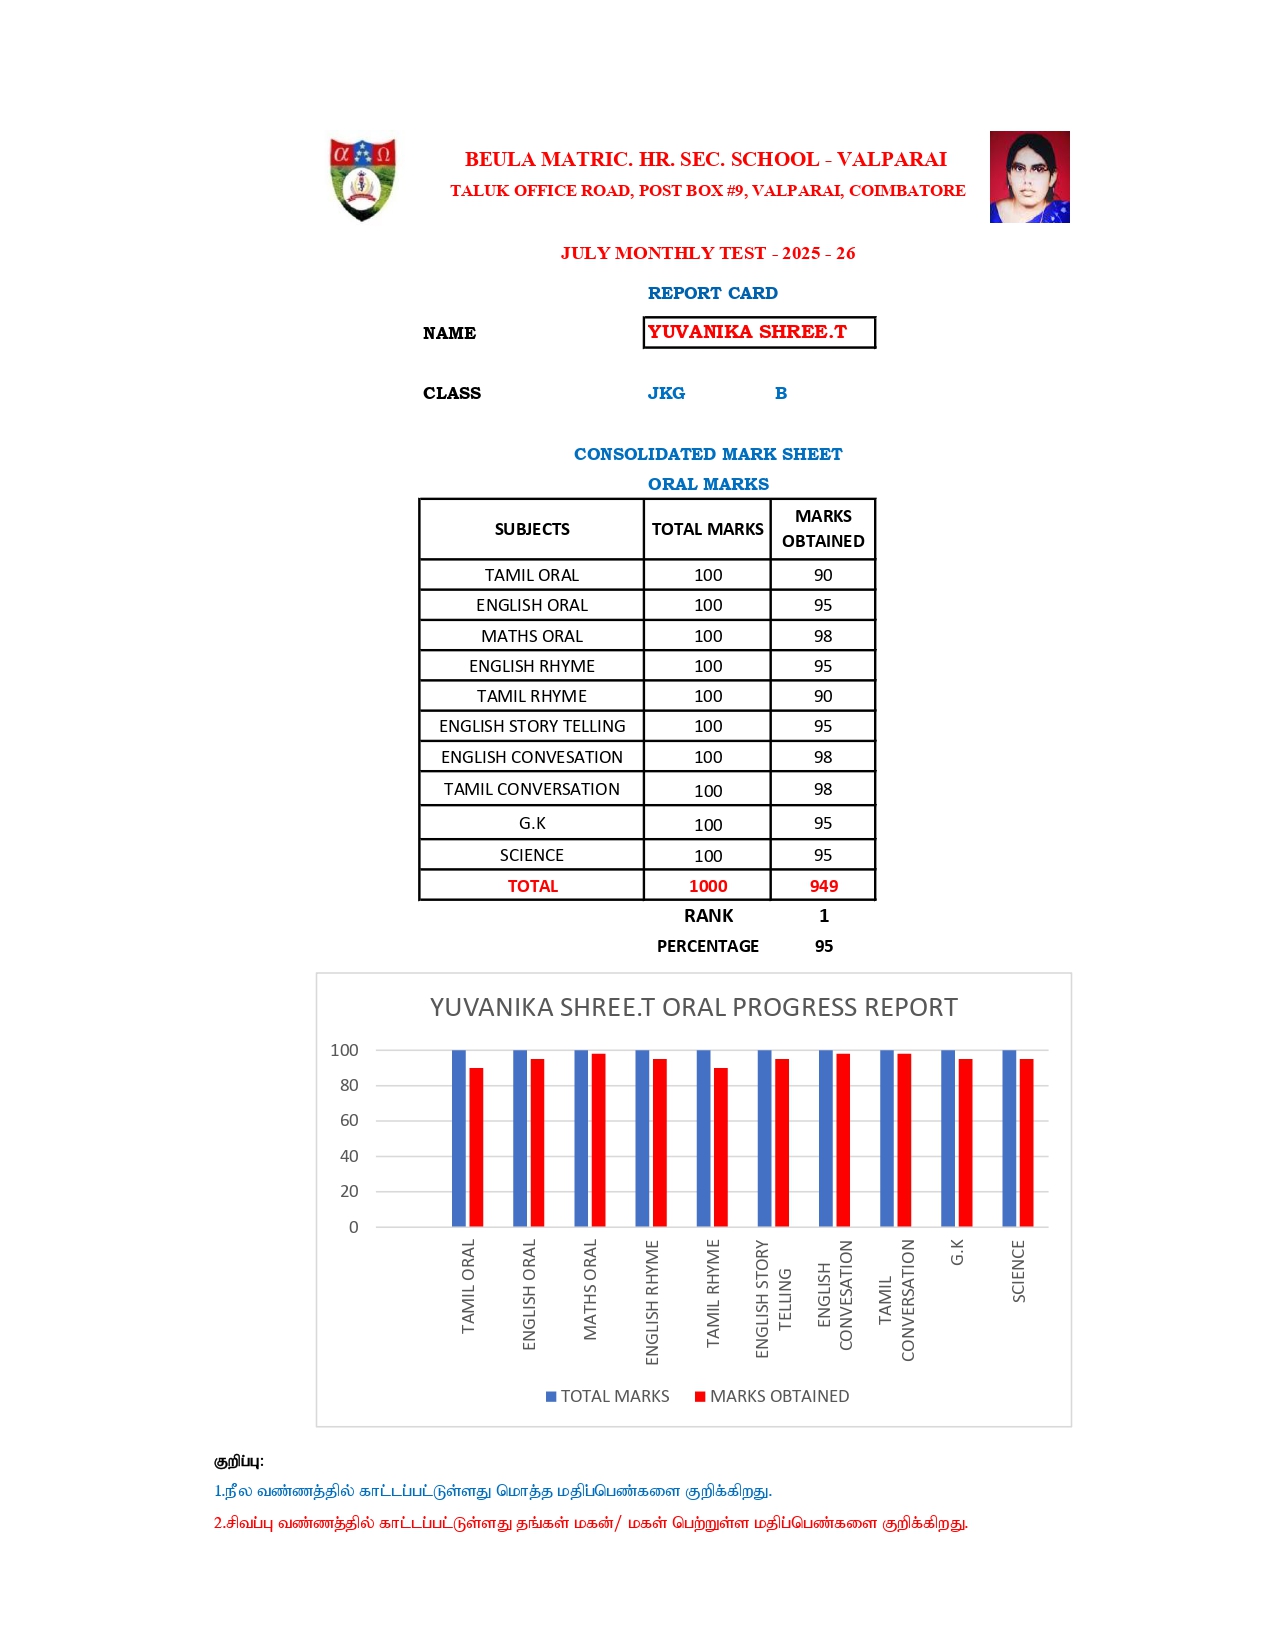 α Ω
BEULA MATRIC. HR. SEC. SCHOOL - VALPARAI
TALUK OFFICE ROAD, POST BOX #9, VALPARAI, COIMBATORE
JULY MONTHLY TEST - 2025 - 26
REPORT CARD
NAME YUVANIKA SHREE.T
CLASS JKG B
CONSOLIDATED MARK SHEET
ORAL MARKS
SUBJECTS TOTAL MARKS MARKS OBTAINED
TAMIL ORAL 100 90
ENGLISH ORAL 100 95
MATHS ORAL 100 98
ENGLISH RHYME 100 95
TAMIL RHYME 100 90
ENGLISH STORY TELLING 100 95
ENGLISH CONVESATION 100 98
TAMIL CONVERSATION 100 98
G.K 100 95
SCIENCE 100 95
TOTAL 1000 949
RANK 1
PERCENTAGE 95
YUVANIKA SHREE.T ORAL PROGRESS REPORT
100
80
60
40
20
0
TAMIL ORAL
ENGLISH ORAL
MATHS ORAL
ENGLISH RHYME
TAMIL RHYME
ENGLISH STORY TELLING
ENGLISH CONVESATION
TAMIL CONVERSATION
G.K
SCIENCE
TOTAL MARKS MARKS OBTAINED
குறிப்பு:
1.நீல வண்ணத்தில் காட்டப்பட்டுள்ளது மொத்த மதிப்பெண்களை குறிக்கிறது.
2.சிவப்பு வண்ணத்தில் காட்டப்பட்டுள்ளது தங்கள் மகன்/ மகள் பெற்றுள்ள மதிப்பெண்களை குறிக்கிறது.